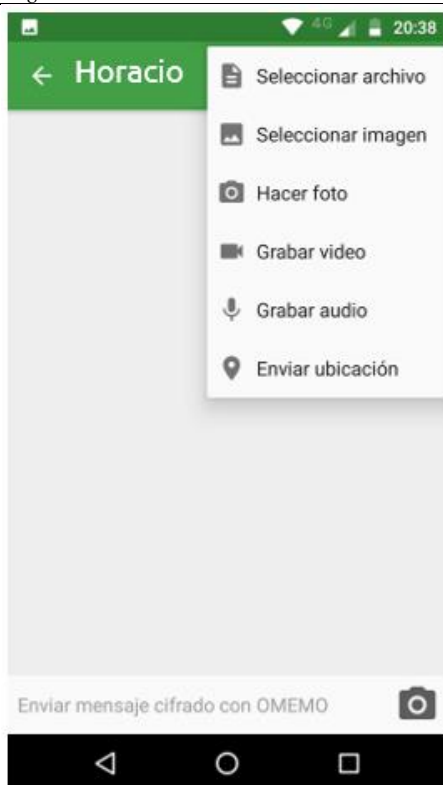 4G 20:38
Horacio
Seleccionar archivo
Seleccionar imagen
Hacer foto
Grabar video
Grabar audio
Enviar ubicación
Enviar mensaje cifrado con OMEMO